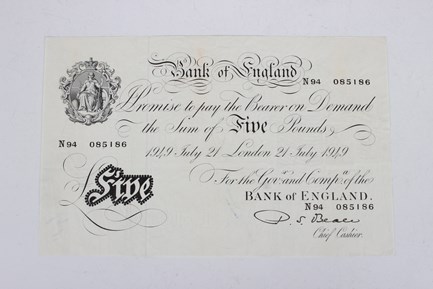 Bank of England
N94 085186
I Promise to pay the Bearer on Demand
the Sum of Five Pounds
N94 085186
1949 July 21 London 21 July 1949
For the Govr. and Compa. of the
Five
BANK of ENGLAND.
N94 085186
P. S. Beale
Chief Cashier.